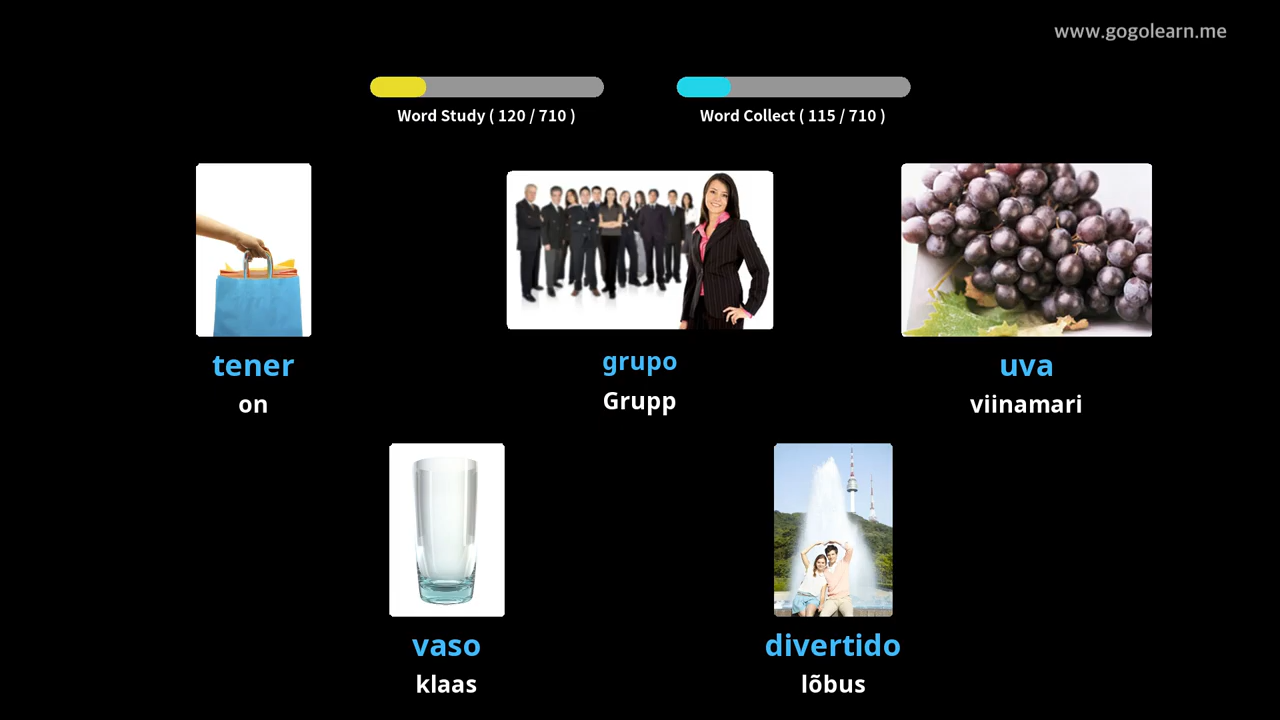 www.gogolearn.me
Word Study ( 120 / 710 )
Word Collect ( 115 / 710 )
tener
on
grupo
Grupp
uva
viinamari
vaso
klaas
divertido
lõbus